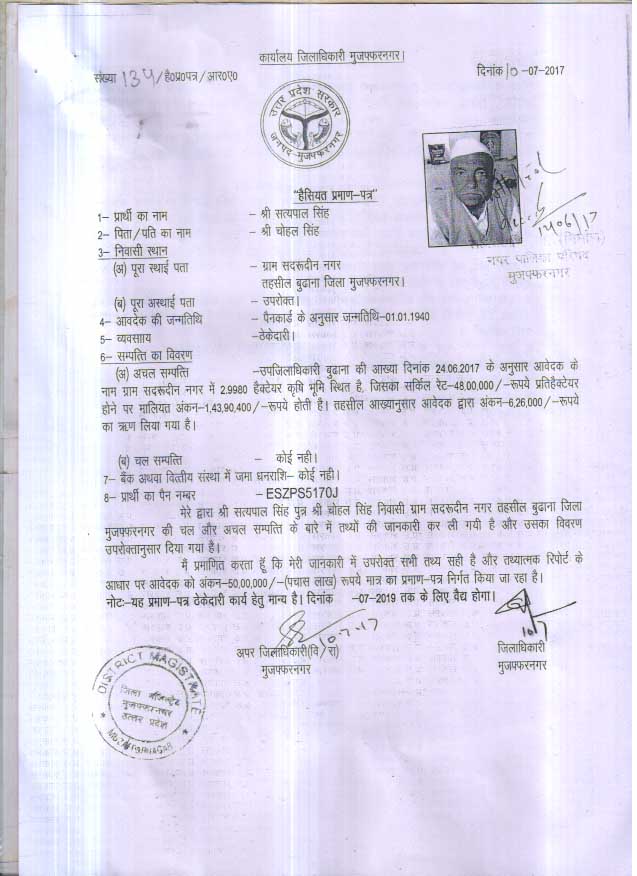 कार्यालय जिलाधिकारी मुजफ्फरनगर।
संख्या 134/है0प्र0पत्र/आर0ए0 दिनांक 10-07-2017
उत्तर प्रदेश सरकार
जनपद-मुजफ्फरनगर
"हैसियत प्रमाण-पत्र"
1- प्रार्थी का नाम - श्री सत्यपाल सिंह
2- पिता/पति का नाम - श्री चोहल सिंह
3- निवासी स्थान
(अ) पूरा स्थाई पता - ग्राम सदरूदीन नगर
तहसील बुढाना जिला मुजफ्फरनगर।
(ब) पूरा अस्थाई पता - उपरोक्त।
4- आवदेक की जन्मतिथि - पैनकार्ड के अनुसार जन्मतिथि-01.01.1940
5- व्यवसााय -ठेकेदारी।
6- सम्पत्ति का विवरण
(अ) अचल सम्पत्ति -उपजिलाधिकारी बुढाना की आख्या दिनांक 24.06.2017 के अनुसार आवेदक के
नाम ग्राम सदरूदीन नगर में 2.9980 हैक्टेयर कृषि भूमि स्थित है, जिसका सर्किल रेट-48,00,000/-रूपये प्रतिहैक्टेयर
होने पर मालियत अंकन-1,43,90,400/-रूपये होती है। तहसील आख्यानुसार आवेदक द्वारा अंकन-6,26,000/-रूपये
का ऋण लिया गया है।
(ब) चल सम्पत्ति - कोई नही।
7- बैंक अथवा वित्तीय संस्था में जमा धनराशि- कोई नही।
8- प्रार्थी का पैन नम्बर - ESZPS5170J
मेरे द्वारा श्री सत्यपाल सिंह पुत्र श्री चोहल सिंह निवासी ग्राम सदरूदीन नगर तहसील बुढाना जिला
मुजफ्फरनगर की चल और अचल सम्पत्ति के बारे में तथ्यों की जानकारी कर ली गयी है और उसका विवरण
उपरोक्तानुसार दिया गया है।
मैं प्रमाणित करता हूँ कि मेरी जानकारी में उपरोक्त सभी तथ्य सही है और तथ्यात्मक रिपोर्ट के
आधार पर आवेदक को अंकन-50,00,000/-(पचास लाख) रूपये मात्र का प्रमाण-पत्र निर्गत किया जा रहा है।
नोटः-यह प्रमाण-पत्र ठेकेदारी कार्य हेतु मान्य है। दिनांक -07-2019 तक के लिए वैद्य होगा।
14/06/17
(निर्माण)
नगर पालिका परिषद
मुजफ्फरनगर
10-7-17
10/7
अपर जिलाधिकारी(वि/रा)
मुजफ्फरनगर
जिलाधिकारी
मुजफ्फरनगर
DISTRICT MAGISTRATE
जिला मजिस्ट्रेट
मुजफ्फरनगर
उत्तर प्रदेश
MUZAFFARNAGAR